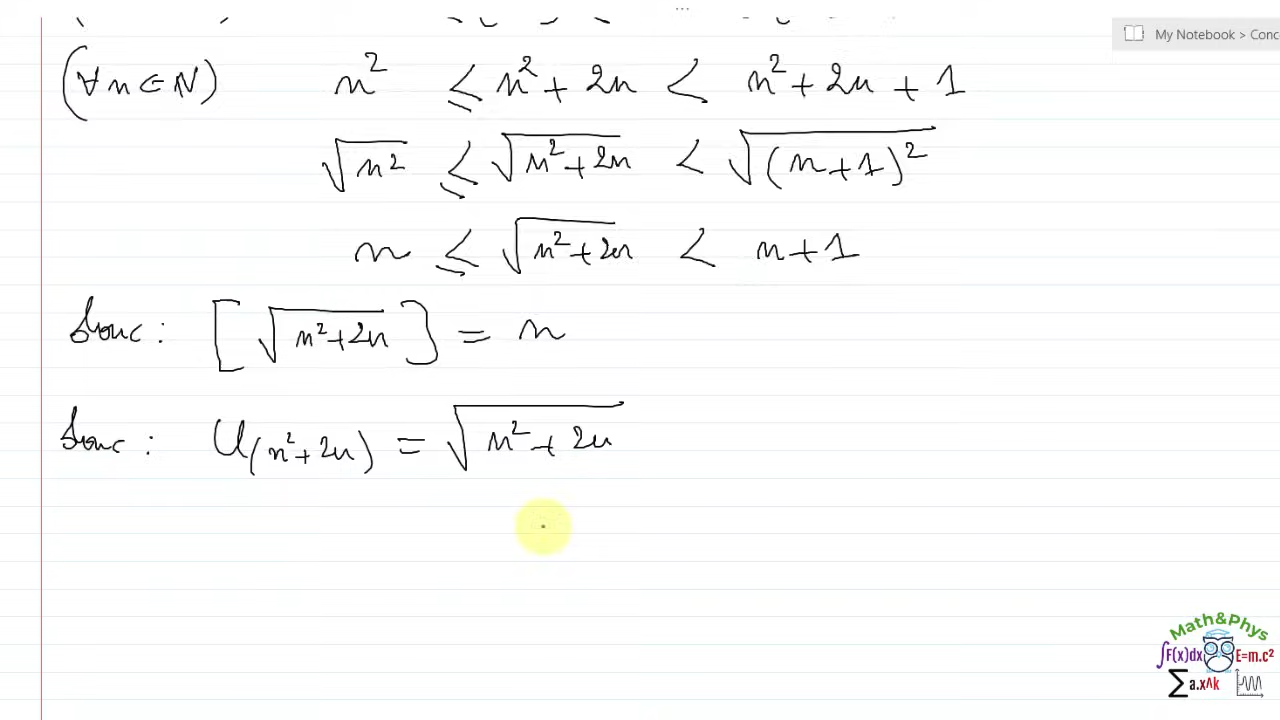 My Notebook > Conc
(∀n ∈ ℕ) n² ≤ n² + 2n < n² + 2n + 1
√n² ≤ √(n² + 2n) < √((n+1)²)
n ≤ √(n² + 2n) < n + 1
donc : [√(n² + 2n)] = n
donc : U(n² + 2n) = √(n² + 2n)
Math&Phys
∫F(x)dx E=m.c²
∑ a.x∧k